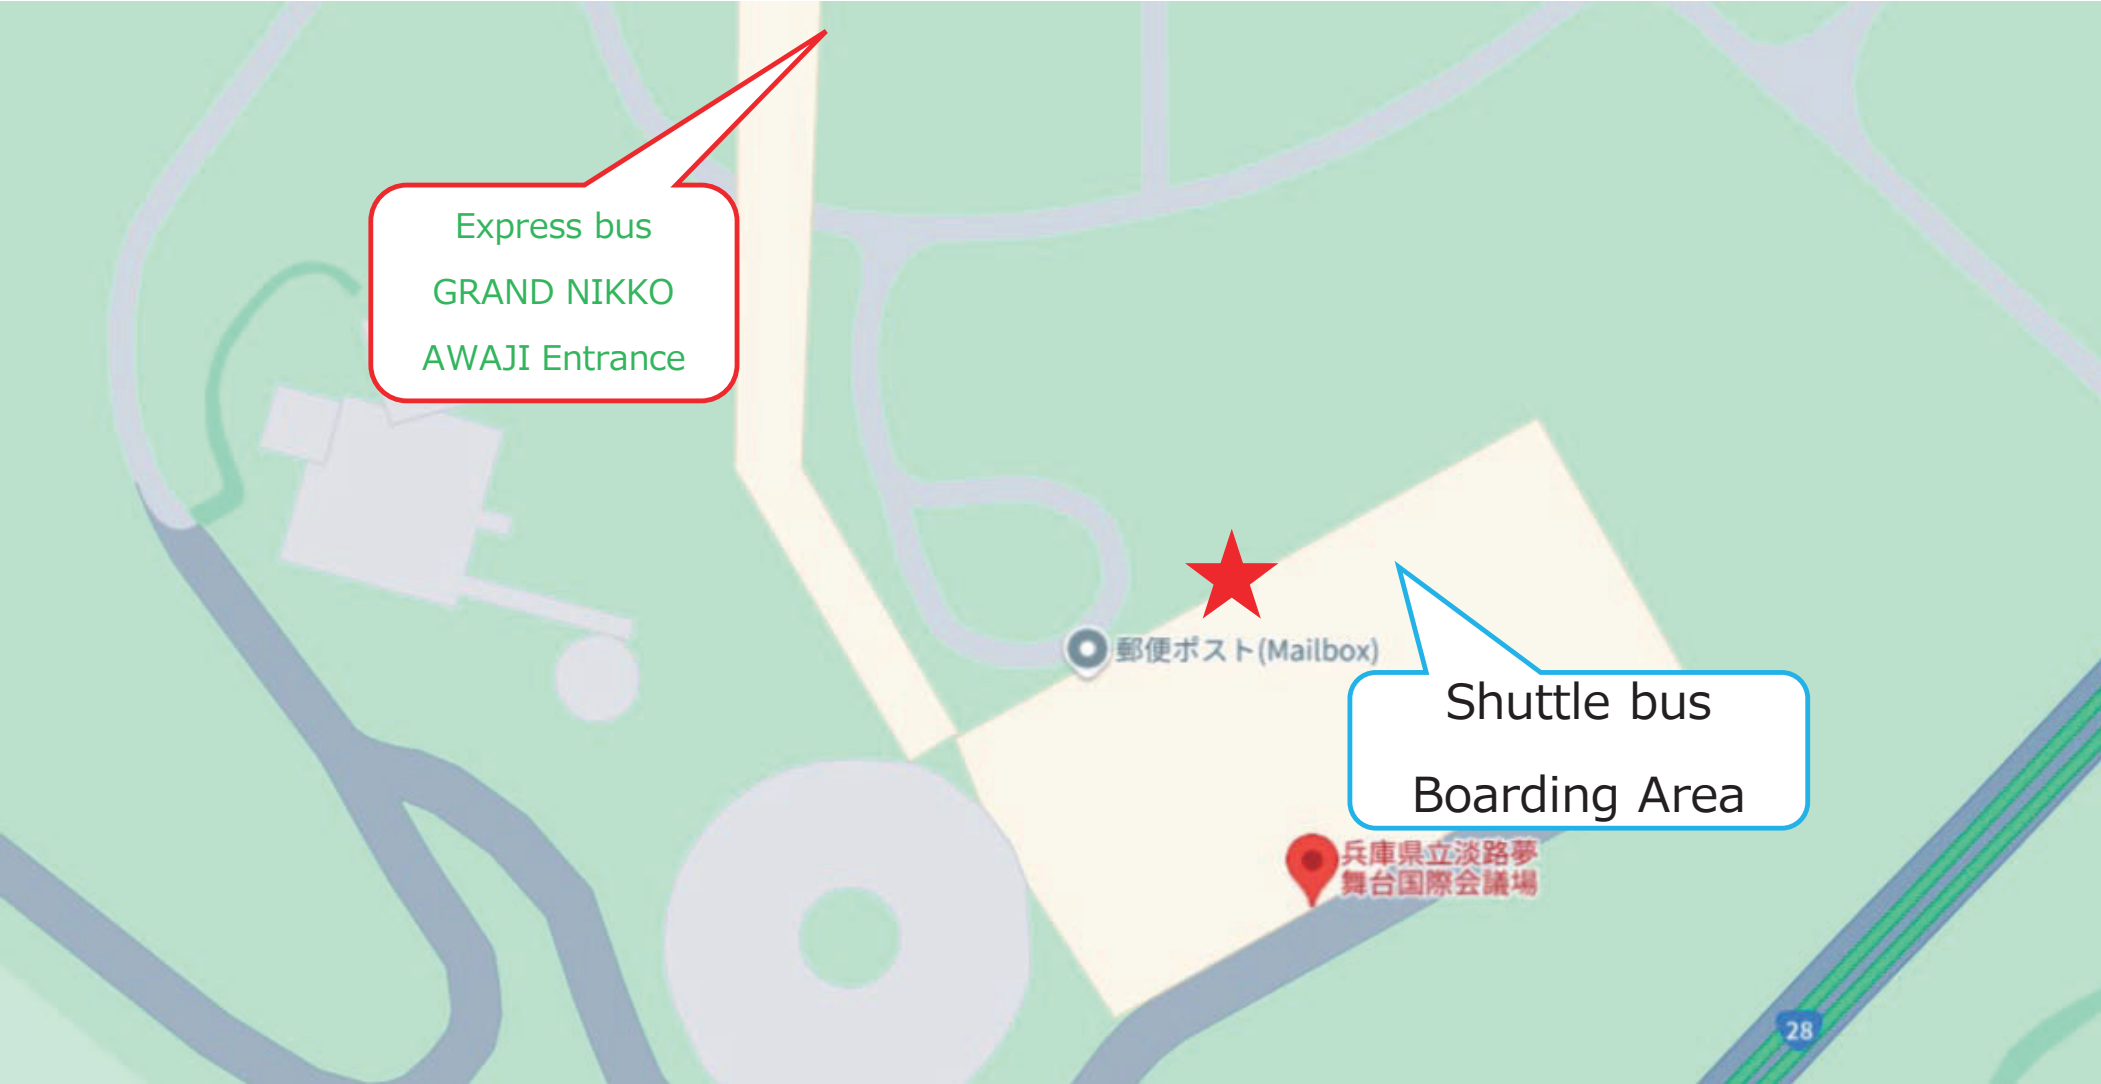 Express bus
GRAND NIKKO
AWAJI Entrance
郵便ポスト(Mailbox)
Shuttle bus
Boarding Area
兵庫県立淡路夢
舞台国際会議場
28